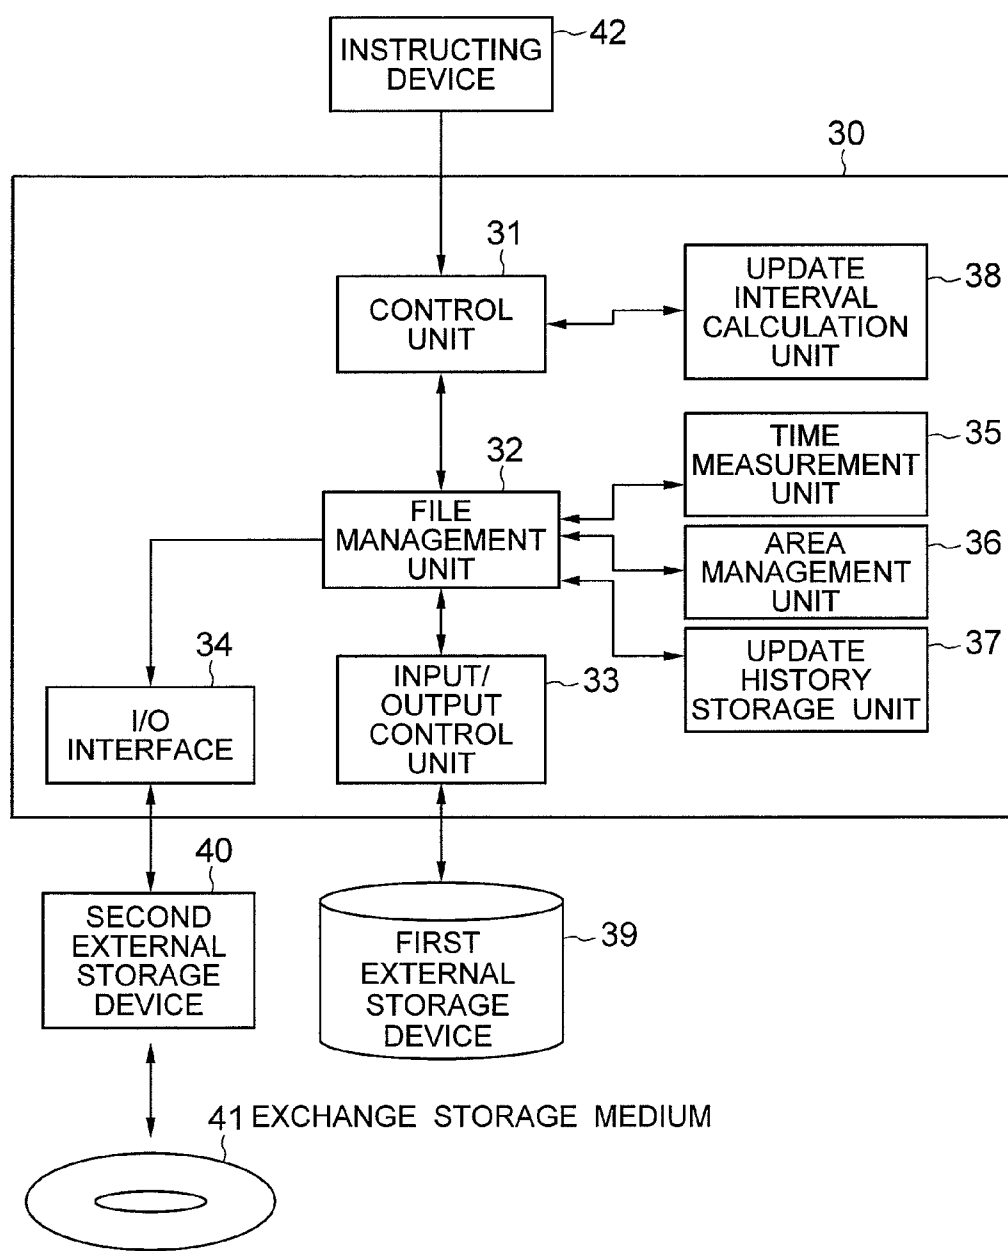 INSTRUCTING
DEVICE
42
30
31
CONTROL
UNIT
UPDATE
INTERVAL
CALCULATION
UNIT
38
32
FILE
MANAGEMENT
UNIT
TIME
MEASUREMENT
UNIT
35
AREA
MANAGEMENT
UNIT
36
UPDATE
HISTORY
STORAGE UNIT
37
34
I/O
INTERFACE
INPUT/
OUTPUT
CONTROL
UNIT
33
40
SECOND
EXTERNAL
STORAGE
DEVICE
FIRST
EXTERNAL
STORAGE
DEVICE
39
41 EXCHANGE STORAGE MEDIUM